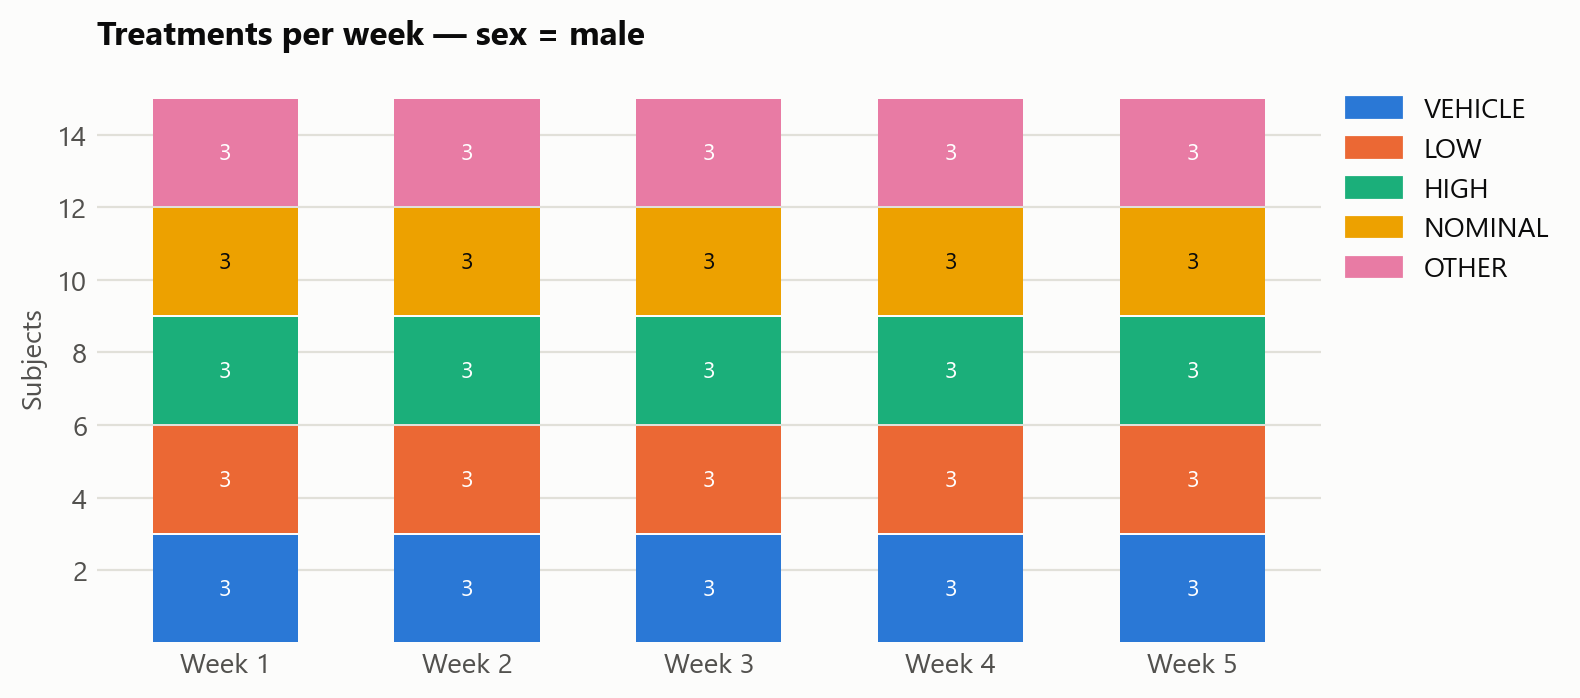 Treatments per week — sex = male
VEHICLE
LOW
HIGH
NOMINAL
OTHER
Subjects
14
12
10
8
6
4
2
3 3 3 3 3
3 3 3 3 3
3 3 3 3 3
3 3 3 3 3
3 3 3 3 3
Week 1 Week 2 Week 3 Week 4 Week 5